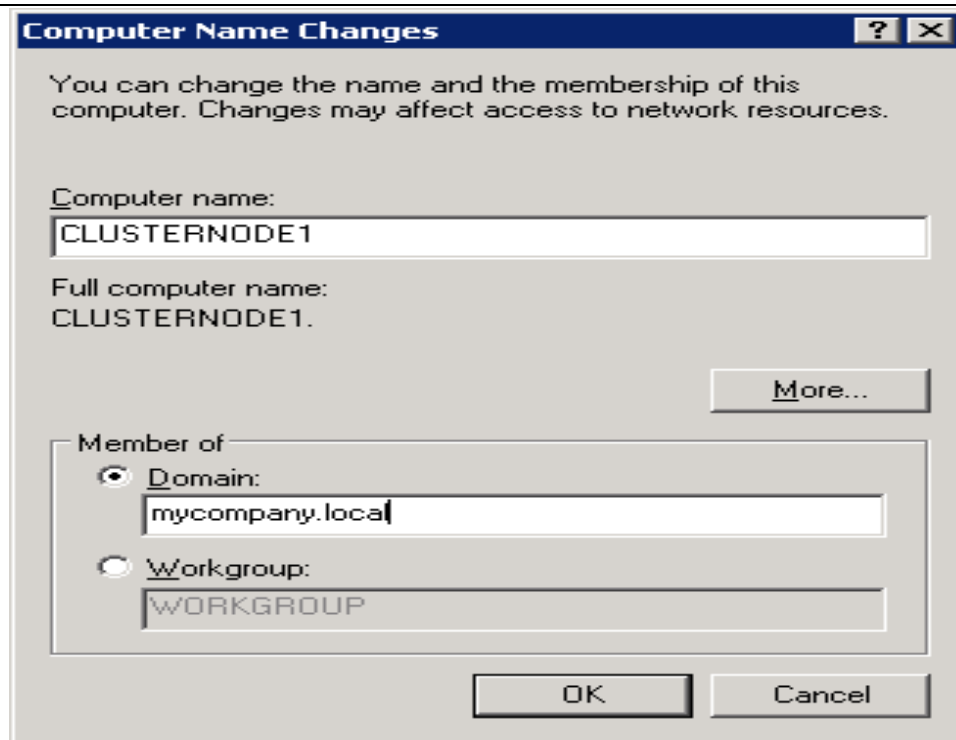 Computer Name Changes
You can change the name and the membership of this
computer. Changes may affect access to network resources.
Computer name:
CLUSTERNODE1
Full computer name:
CLUSTERNODE1.
More...
Member of
Domain:
mycompany.local
Workgroup:
WORKGROUP
OK
Cancel